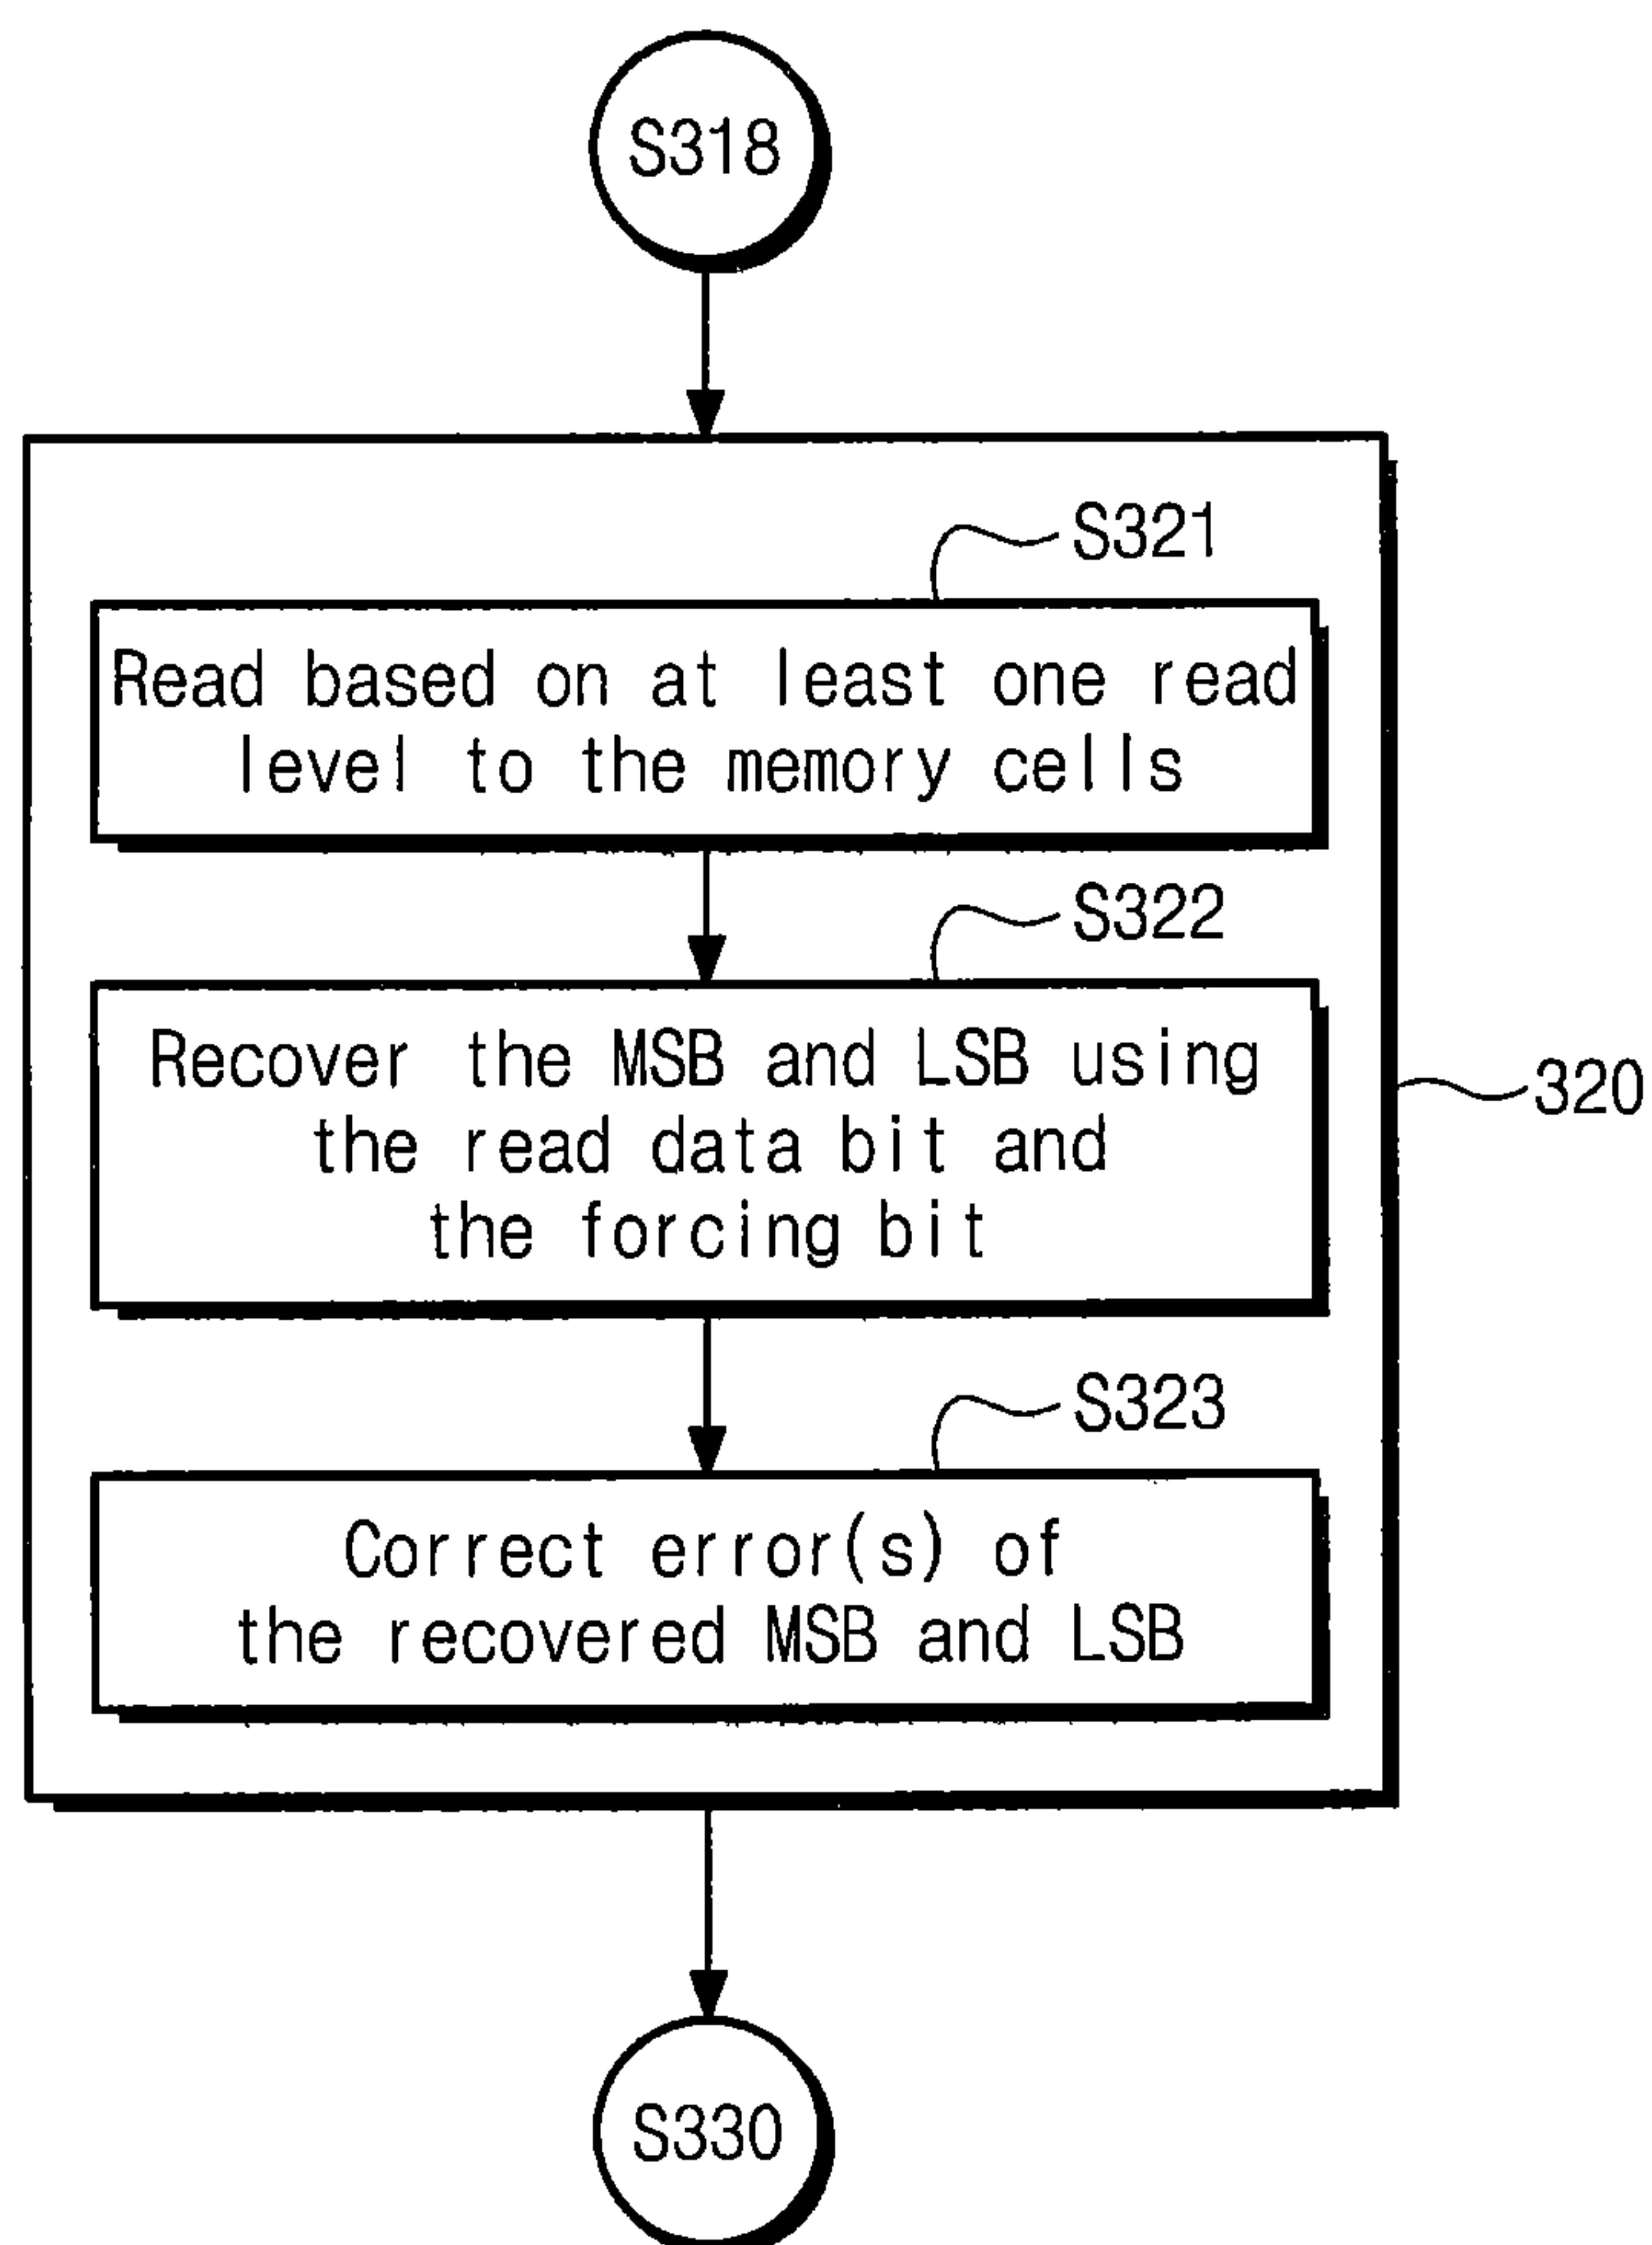 S318
S321
Read based on at least one read
level to the memory cells
S322
Recover the MSB and LSB using
the read data bit and
the forcing bit
320
S323
Correct error(s) of
the recovered MSB and LSB
S330